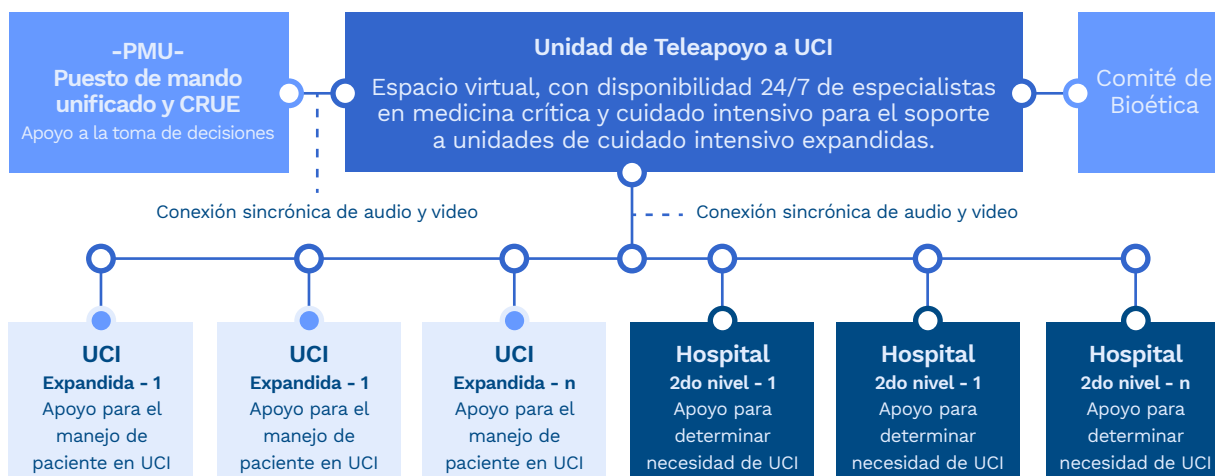 -PMU-
Puesto de mando
unificado y CRUE
Apoyo a la toma de decisiones
Unidad de Teleapoyo a UCI
Espacio virtual, con disponibilidad 24/7 de especialistas
en medicina crítica y cuidado intensivo para el soporte
a unidades de cuidado intensivo expandidas.
Comité de
Bioética
Conexión sincrónica de audio y video
Conexión sincrónica de audio y video
UCI
Expandida - 1
Apoyo para el
manejo de
paciente en UCI
UCI
Expandida - 1
Apoyo para el
manejo de
paciente en UCI
UCI
Expandida - n
Apoyo para el
manejo de
paciente en UCI
Hospital
2do nivel - 1
Apoyo para
determinar
necesidad de UCI
Hospital
2do nivel - 1
Apoyo para
determinar
necesidad de UCI
Hospital
2do nivel - n
Apoyo para
determinar
necesidad de UCI